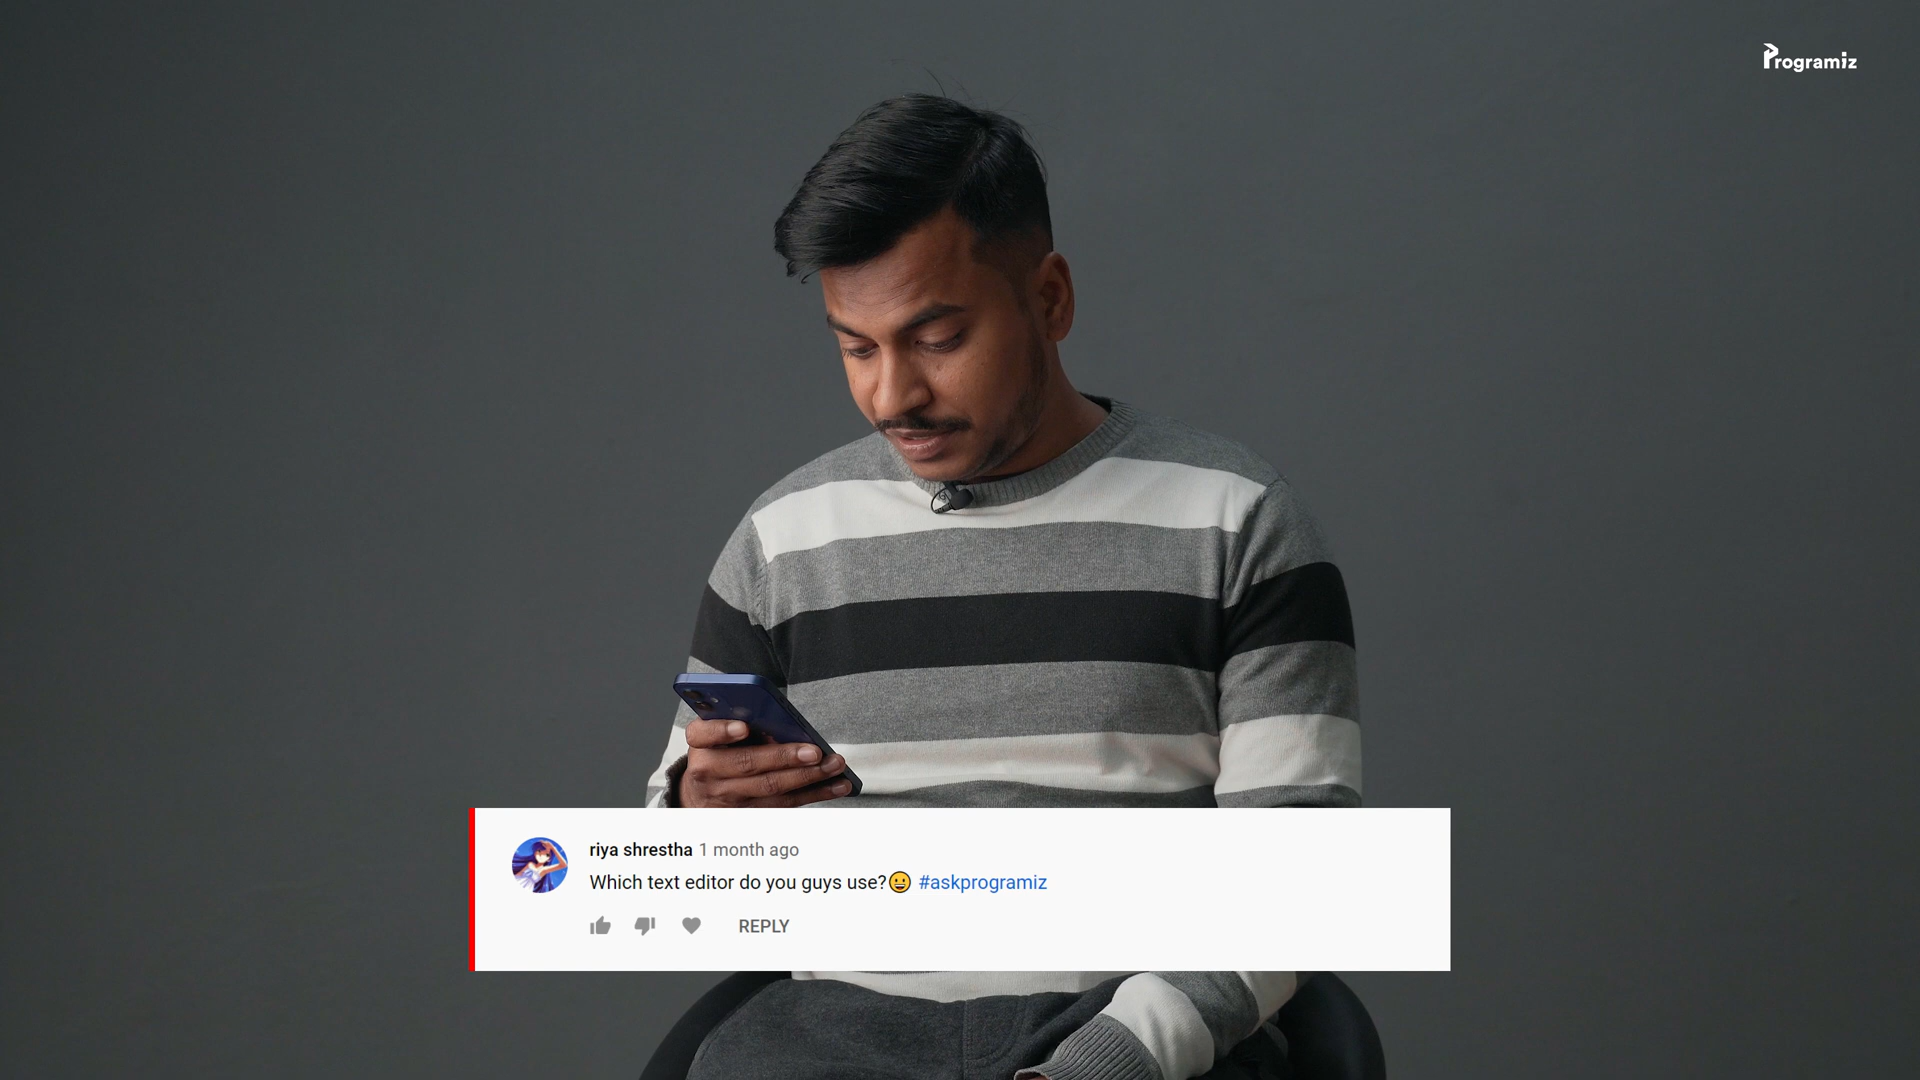 Programiz
riya shrestha 1 month ago
Which text editor do you guys use?😀 #askprogramiz
REPLY